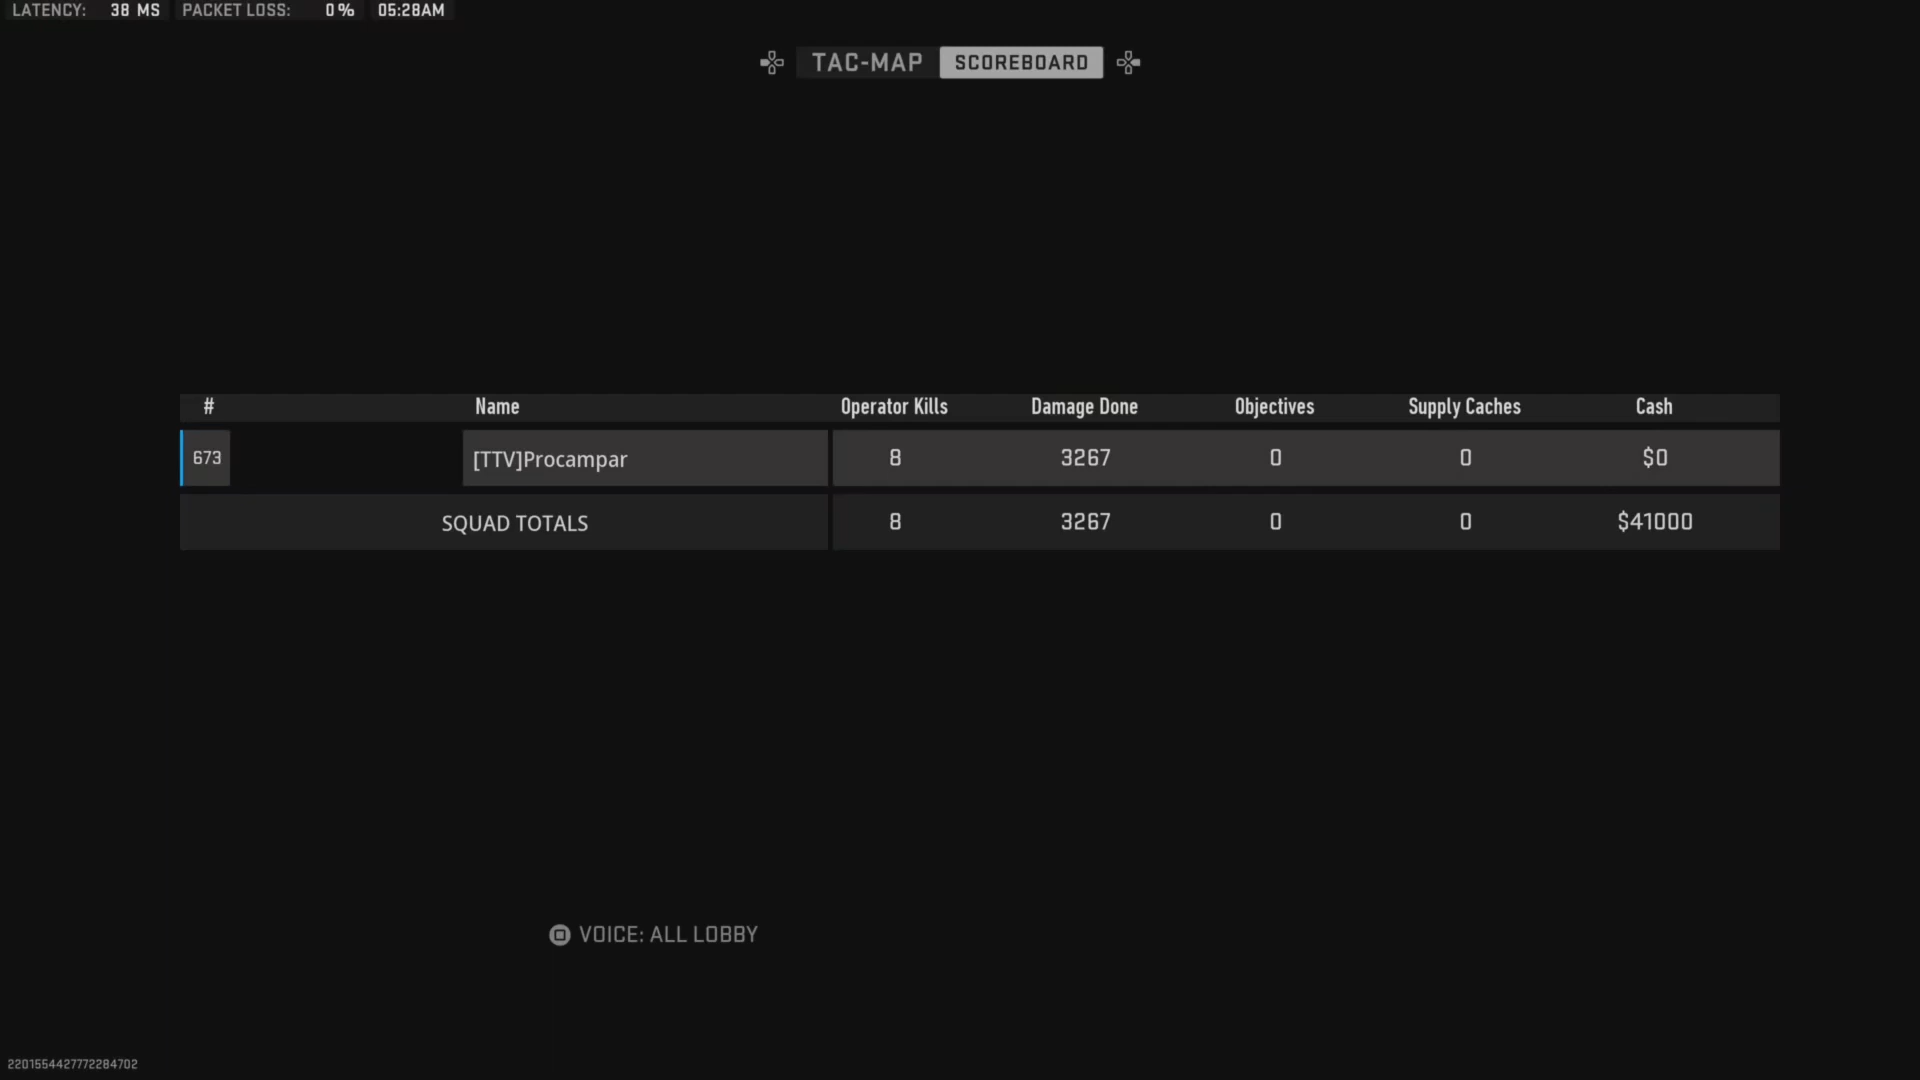 LATENCY: 38 MS PACKET LOSS: 0% 05:28AM
TAC-MAP SCOREBOARD
# Name Operator Kills Damage Done Objectives Supply Caches Cash
673 [TTV]Procampar 8 3267 0 0 $0
SQUAD TOTALS 8 3267 0 0 $41000
VOICE: ALL LOBBY
2201554427772284702